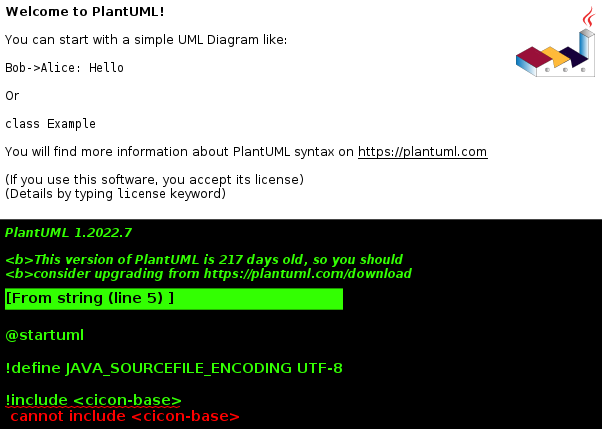 Welcome to PlantUML!
You can start with a simple UML Diagram like:
Bob->Alice: Hello
Or
class Example
You will find more information about PlantUML syntax on https://plantuml.com
(If you use this software, you accept its license)
(Details by typing license keyword)
PlantUML 1.2022.7
<b>This version of PlantUML is 217 days old, so you should
<b>consider upgrading from https://plantuml.com/download
[From string (line 5) ]
@startuml
!define JAVA_SOURCEFILE_ENCODING UTF-8
!include <cicon-base>
cannot include <cicon-base>